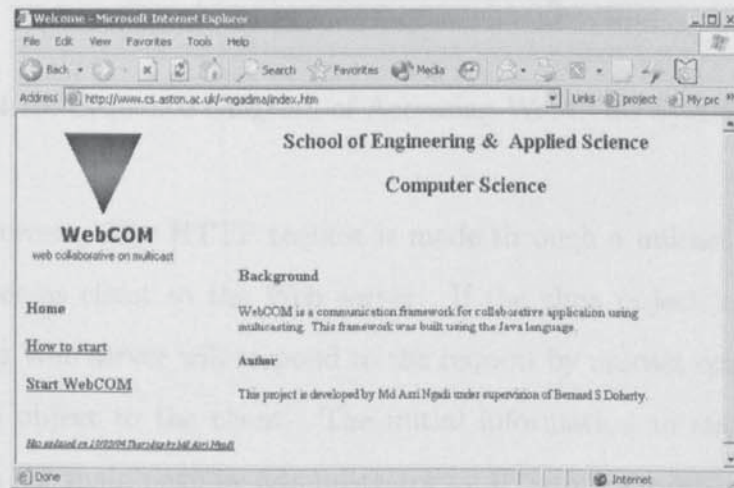 Welcome - Microsoft Internet Explorer
File Edit View Favorites Tools Help
Back Search Favorites Media
Address http://www.cs.aston.ac.uk/~ngadima/index.htm Links project My prc
School of Engineering & Applied Science
Computer Science
WebCOM
web collaborative on multicast
Background
Home
WebCOM is a communication framework for collaborative application using
multicasting. This framework was built using the Java language.
How to start
Author
Start WebCOM
This project is developed by Md Asri Ngadi under supervision of Bernard S Doherty.
Done Internet